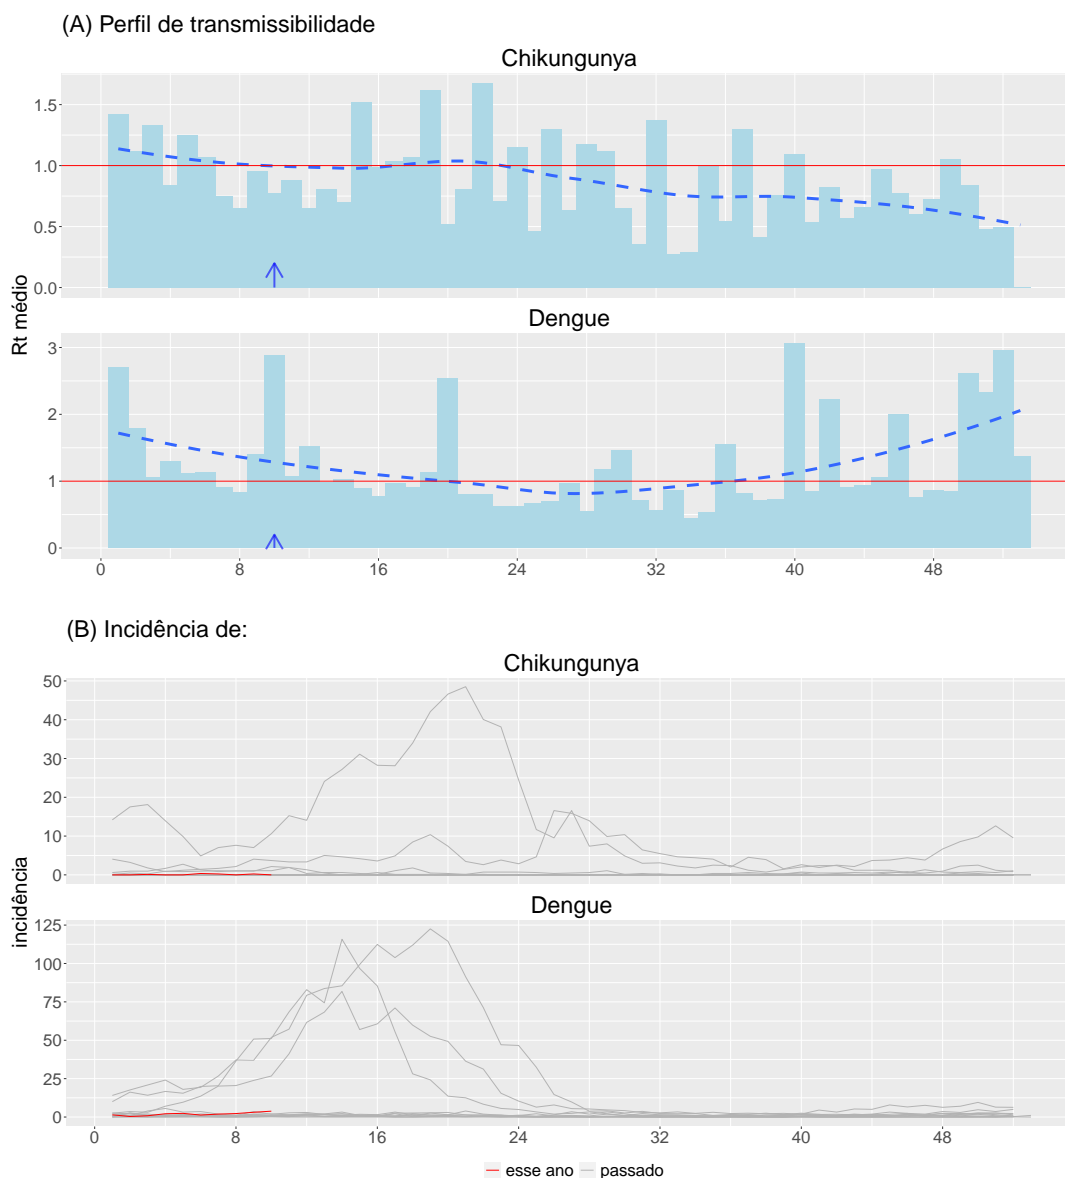 (A) Perfil de transmissibilidade
Chikungunya
1.5
1.0
0.5
0.0
Rt médio
Dengue
3
2
1
0
0 8 16 24 32 40 48
(B) Incidência de:
Chikungunya
50
40
30
20
10
0
incidência
Dengue
125
100
75
50
25
0
0 8 16 24 32 40 48
esse ano passado